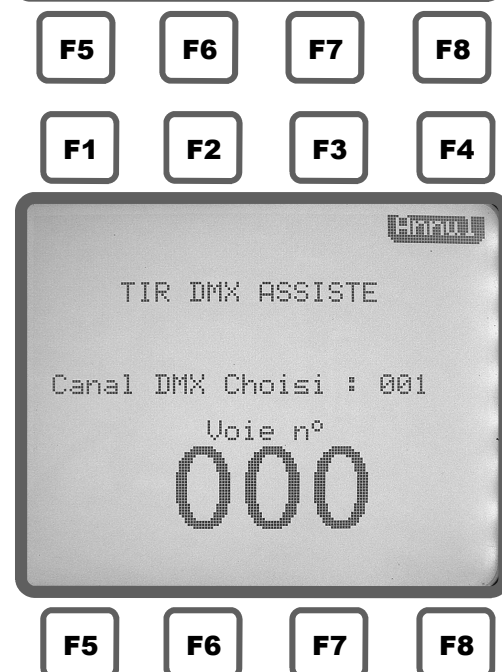 F5 F6 F7 F8
F1 F2 F3 F4
Annul
TIR DMX ASSISTE
Canal DMX Choisi : 001
Voie nº
000
F5 F6 F7 F8